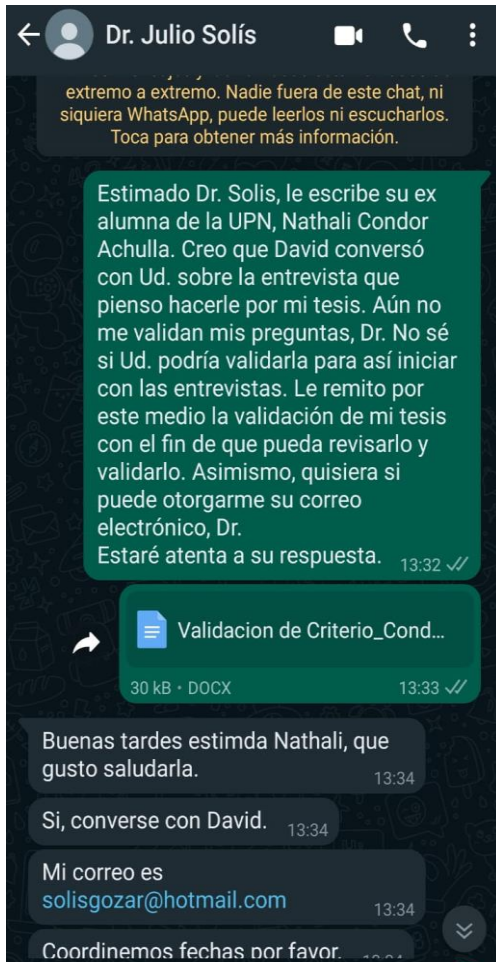 Dr. Julio Solís
extremo a extremo. Nadie fuera de este chat, ni
siquiera WhatsApp, puede leerlos ni escucharlos.
Toca para obtener más información.
Estimado Dr. Solis, le escribe su ex
alumna de la UPN, Nathali Condor
Achulla. Creo que David conversó
con Ud. sobre la entrevista que
pienso hacerle por mi tesis. Aún no
me validan mis preguntas, Dr. No sé
si Ud. podría validarla para así iniciar
con las entrevistas. Le remito por
este medio la validación de mi tesis
con el fin de que pueda revisarlo y
validarlo. Asimismo, quisiera si
puede otorgarme su correo
electrónico, Dr.
Estaré atenta a su respuesta. 13:32
Validacion de Criterio_Cond...
30 kB • DOCX 13:33
Buenas tardes estimda Nathali, que
gusto saludarla. 13:34
Si, converse con David. 13:34
Mi correo es
solisgozar@hotmail.com 13:34
Coordinemos fechas por favor.